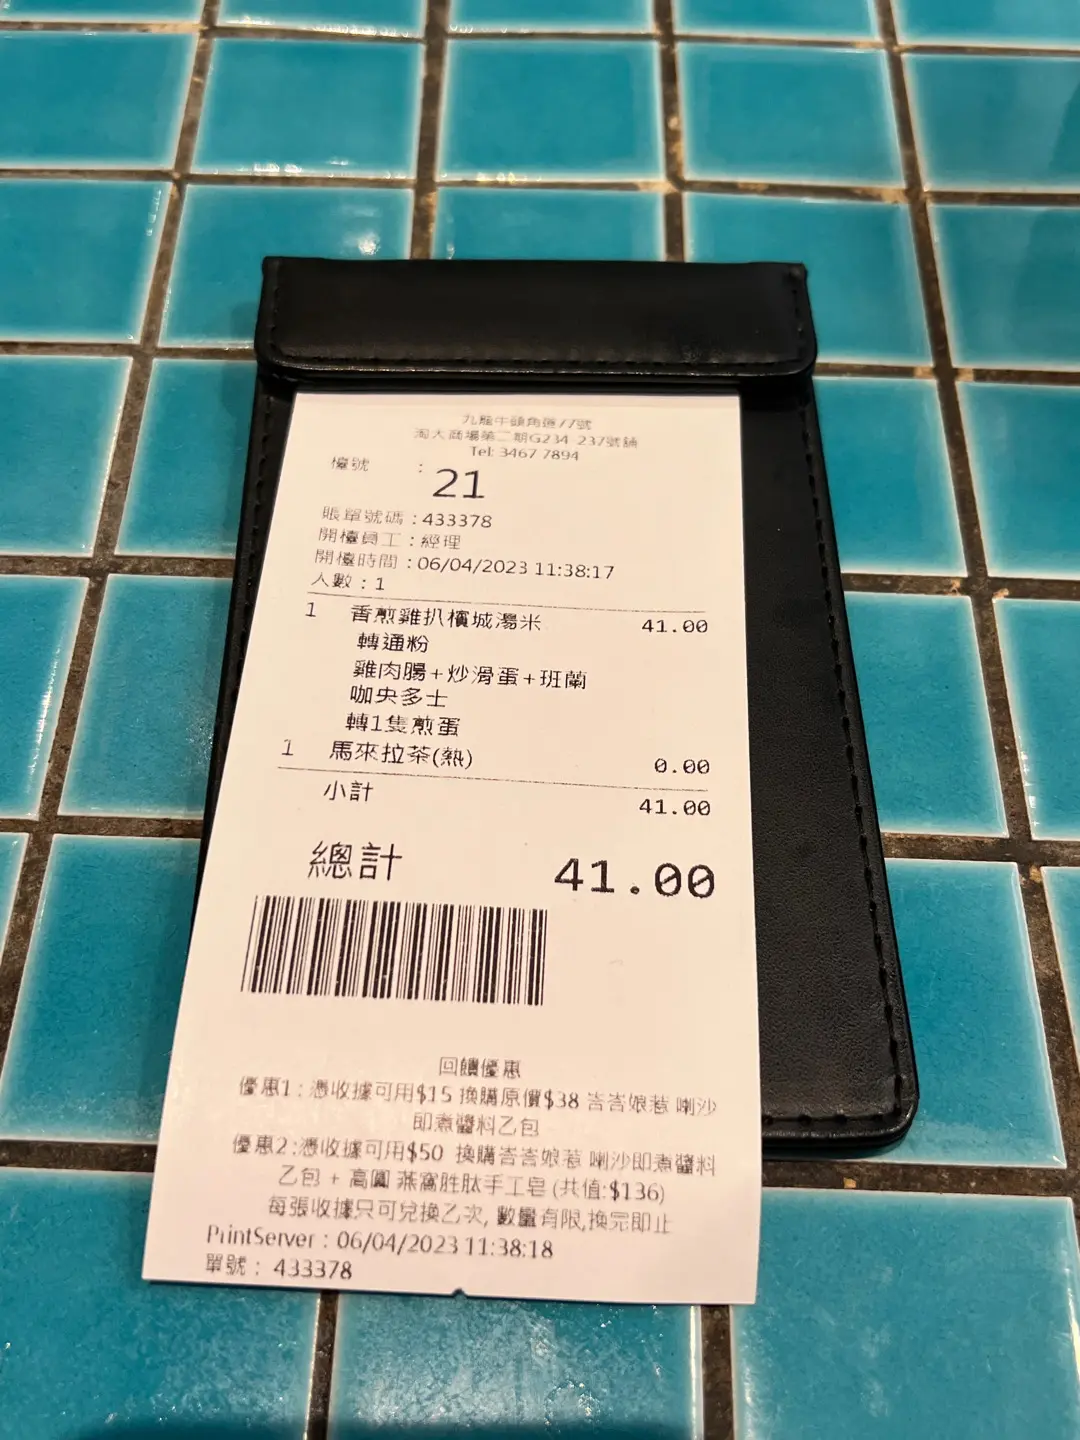 九龍牛頭角道77號
淘大商場第二期G234-237號舖
Tel: 3467 7894
檯號 : 21
賬單號碼 : 433378
開檯員工 : 經理
開檯時間 : 06/04/2023 11:38:17
人數 : 1
1 香煎雞扒檳城湯米 41.00
轉通粉
雞肉腸+炒滑蛋+班蘭
咖央多士
轉1隻煎蛋
1 馬來拉茶(熱) 0.00
小計 41.00
總計 41.00
回饋優惠
優惠1 : 憑收據可用$15 換購原價$38 峇峇娘惹 喇沙
即煮醬料乙包
優惠2 :憑收據可用$50 換購峇峇娘惹 喇沙即煮醬料
乙包 + 高圓 燕窩胜肽手工皂 (共值:$136)
每張收據只可兌換乙次, 數量有限,換完即止
PrintServer : 06/04/2023 11:38:18
單號 : 433378